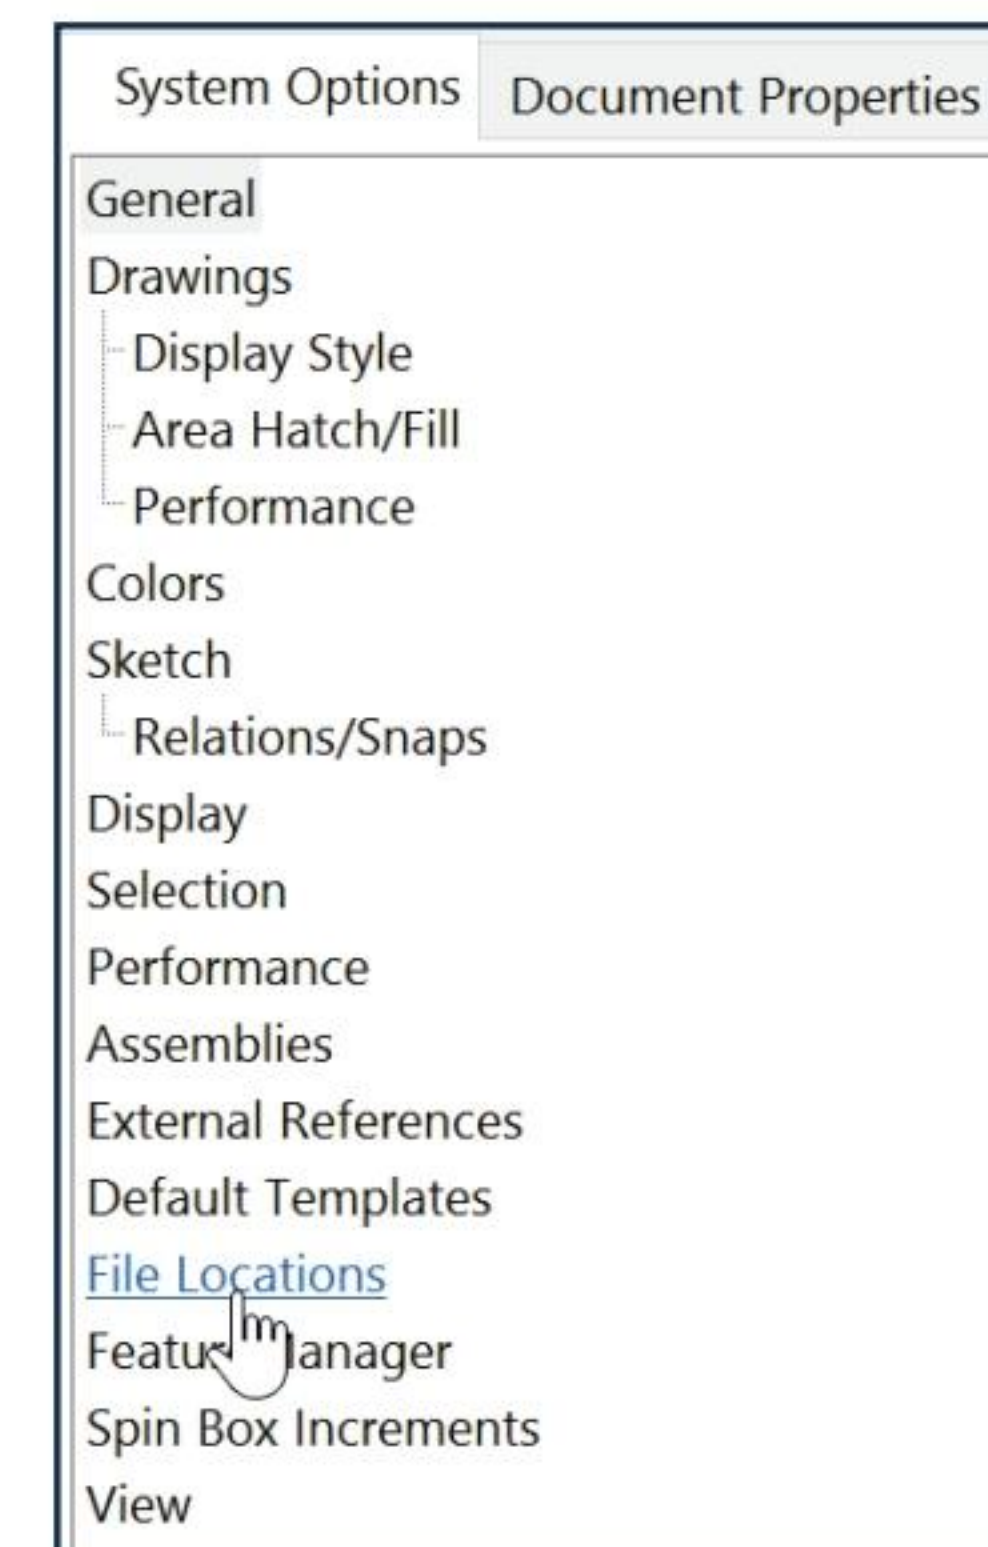 System Options Document Properties
General
Drawings
Display Style
Area Hatch/Fill
Performance
Colors
Sketch
Relations/Snaps
Display
Selection
Performance
Assemblies
External References
Default Templates
File Locations
FeatureManager
Spin Box Increments
View